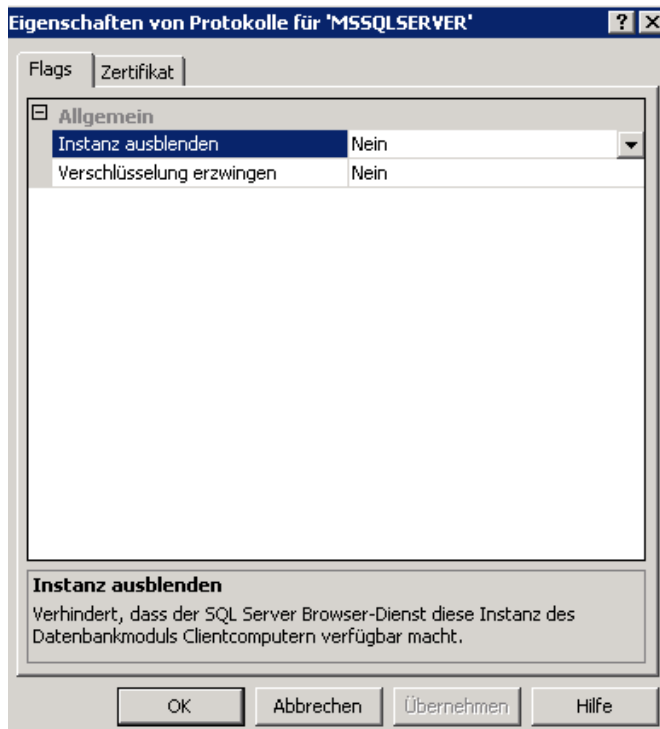 Eigenschaften von Protokolle für 'MSSQLSERVER'
Flags
Zertifikat
Allgemein
Instanz ausblenden Nein
Verschlüsselung erzwingen Nein
Instanz ausblenden
Verhindert, dass der SQL Server Browser-Dienst diese Instanz des
Datenbankmoduls Clientcomputern verfügbar macht.
OK
Abbrechen
Übernehmen
Hilfe